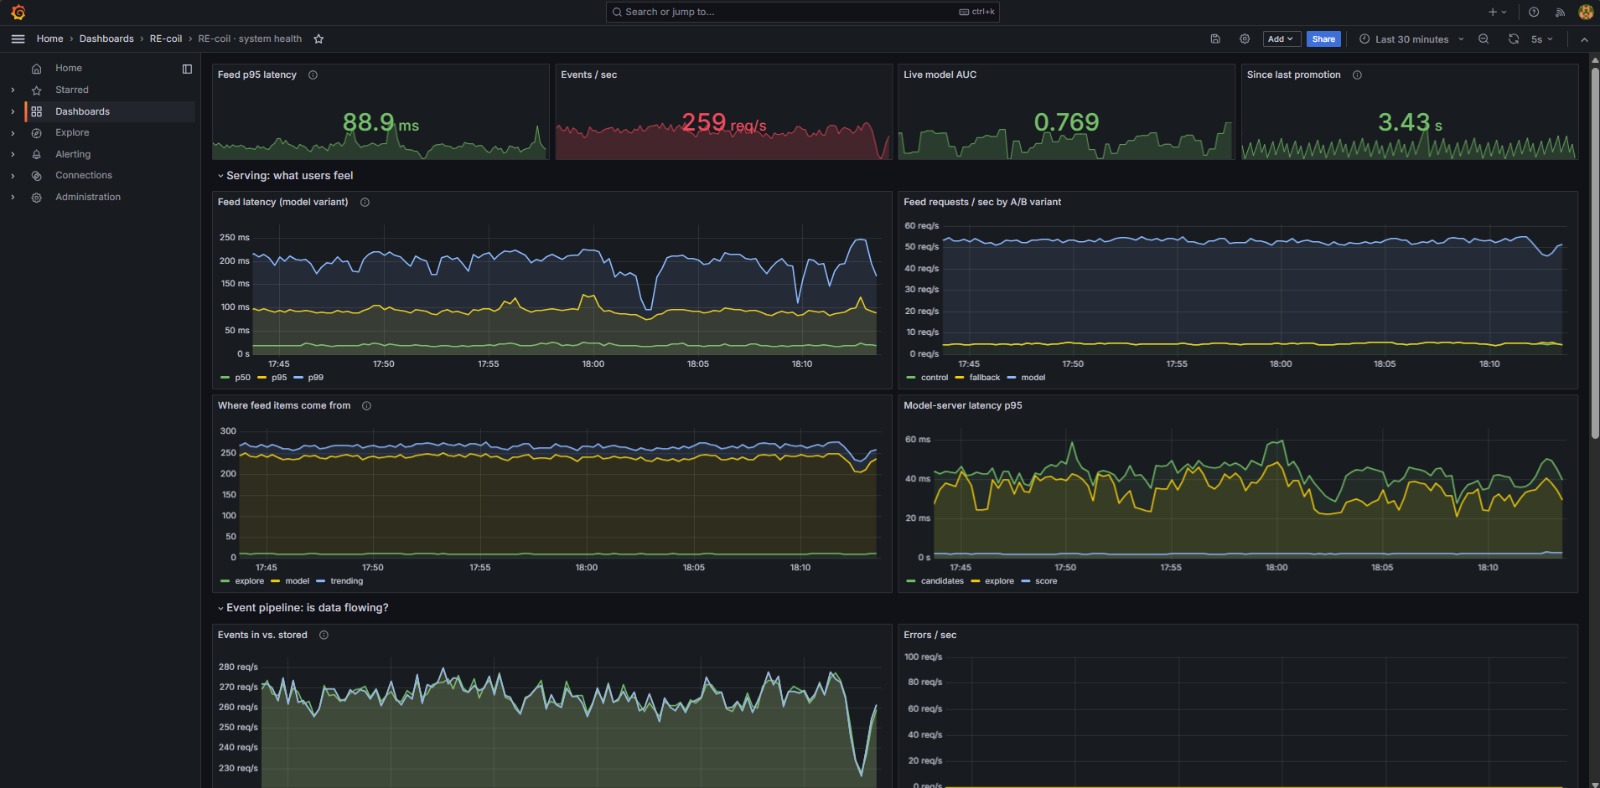 Search or jump to...
ctrl+k
Home › Dashboards › RE-coil › RE-coil · system health
Add
Share
Last 30 minutes
5s
Home
Starred
Dashboards
Explore
Alerting
Connections
Administration
Feed p95 latency
88.9 ms
Events / sec
259 req/s
Live model AUC
0.769
Since last promotion
3.43 s
Serving: what users feel
Feed latency (model variant)
250 ms
200 ms
150 ms
100 ms
50 ms
0 s
17:45 17:50 17:55 18:00 18:05 18:10
p50 p95 p99
Feed requests / sec by A/B variant
60 req/s
50 req/s
40 req/s
30 req/s
20 req/s
10 req/s
0 req/s
17:45 17:50 17:55 18:00 18:05 18:10
control fallback model
Where feed items come from
300
250
200
150
100
50
0
17:45 17:50 17:55 18:00 18:05 18:10
explore model trending
Model-server latency p95
60 ms
40 ms
20 ms
0 s
17:45 17:50 17:55 18:00 18:05 18:10
candidates explore score
Event pipeline: is data flowing?
Events in vs. stored
280 req/s
270 req/s
260 req/s
250 req/s
240 req/s
230 req/s
Errors / sec
100 req/s
80 req/s
60 req/s
40 req/s
20 req/s
0 req/s